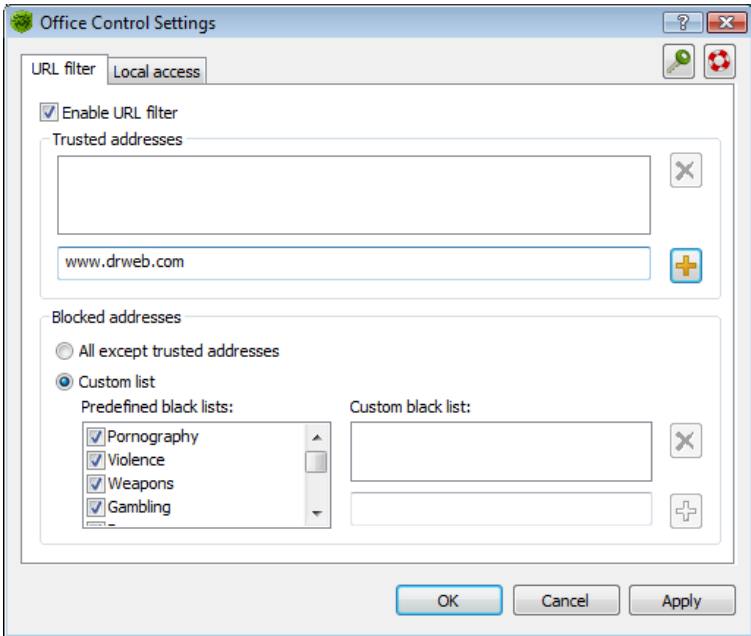 Office Control Settings
URL filter
Local access
Enable URL filter
Trusted addresses
www.drweb.com
Blocked addresses
All except trusted addresses
Custom list
Predefined black lists:
Custom black list:
Pornography
Violence
Weapons
Gambling
OK
Cancel
Apply